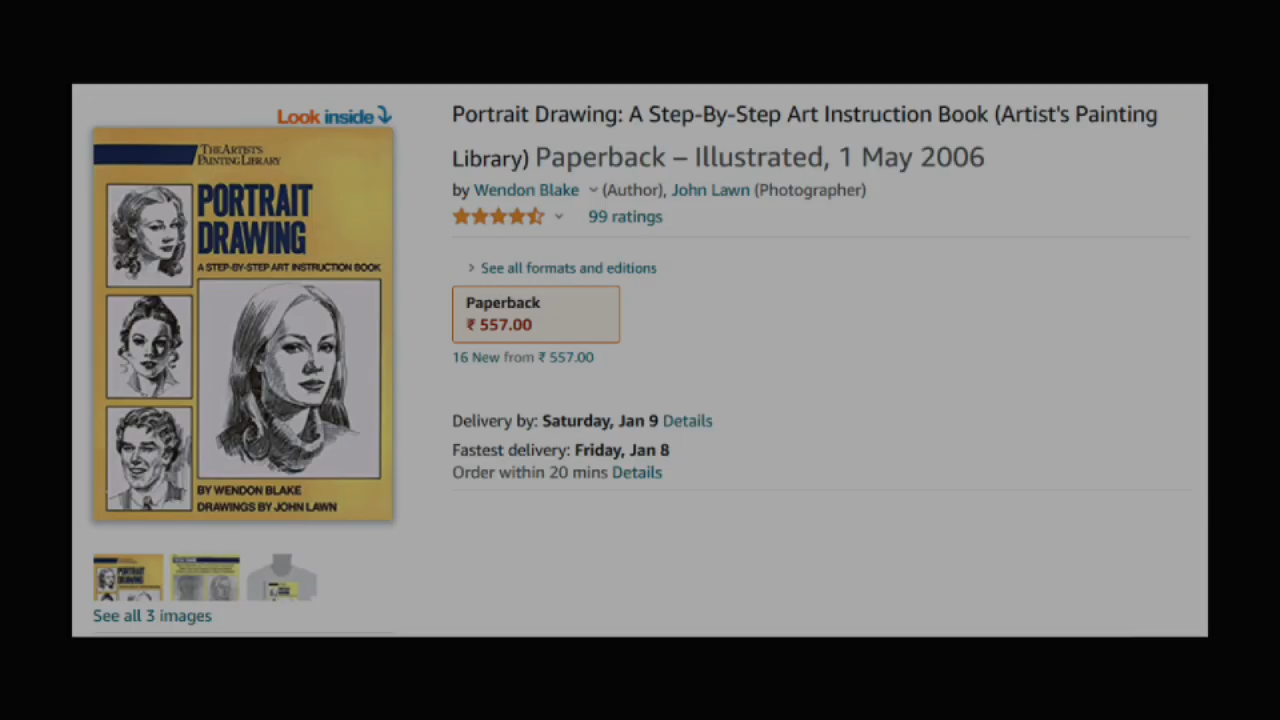 Look inside
THE ARTIST'S
PAINTING LIBRARY
PORTRAIT
DRAWING
A STEP-BY-STEP ART INSTRUCTION BOOK
BY WENDON BLAKE
DRAWINGS BY JOHN LAWN
PORTRAIT
DRAWING
See all 3 images
Portrait Drawing: A Step-By-Step Art Instruction Book (Artist's Painting
Library) Paperback – Illustrated, 1 May 2006
by Wendon Blake (Author), John Lawn (Photographer)
99 ratings
See all formats and editions
Paperback
₹ 557.00
16 New from ₹ 557.00
Delivery by: Saturday, Jan 9 Details
Fastest delivery: Friday, Jan 8
Order within 20 mins Details